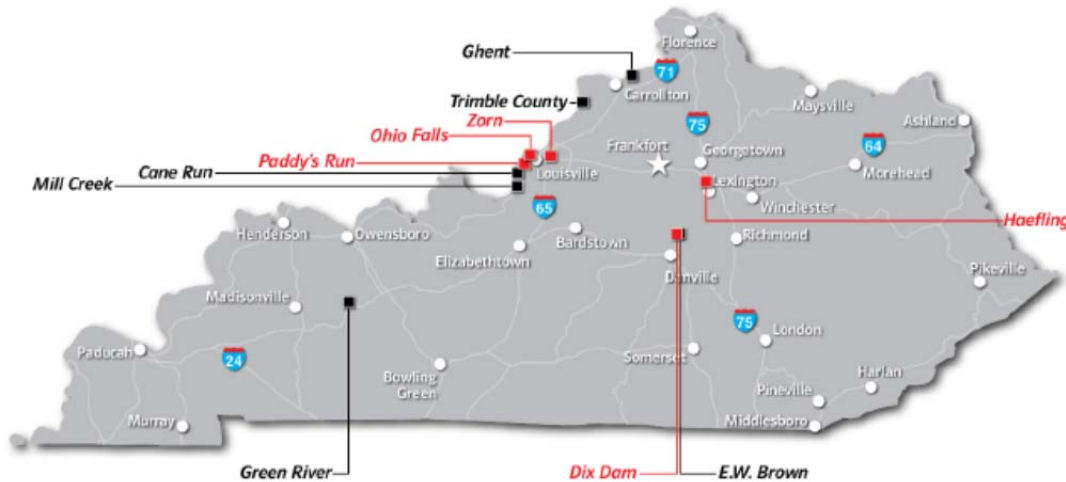 Florence
Ghent
71
Carrollton
Trimble County
Maysville
Ashland
Zorn
75
Ohio Falls
Frankfort
Georgetown
64
Paddy's Run
Cane Run
Louisville
Morehead
Mill Creek
Lexington
Winchester
65
Haefling
Henderson
Owensboro
Bardstown
Richmond
Elizabethtown
Danville
Pikeville
Madisonville
75
London
Paducah
24
Somerset
Bowling
Green
Harlan
Pineville
Murray
Middlesboro
Green River
Dix Dam
E.W. Brown